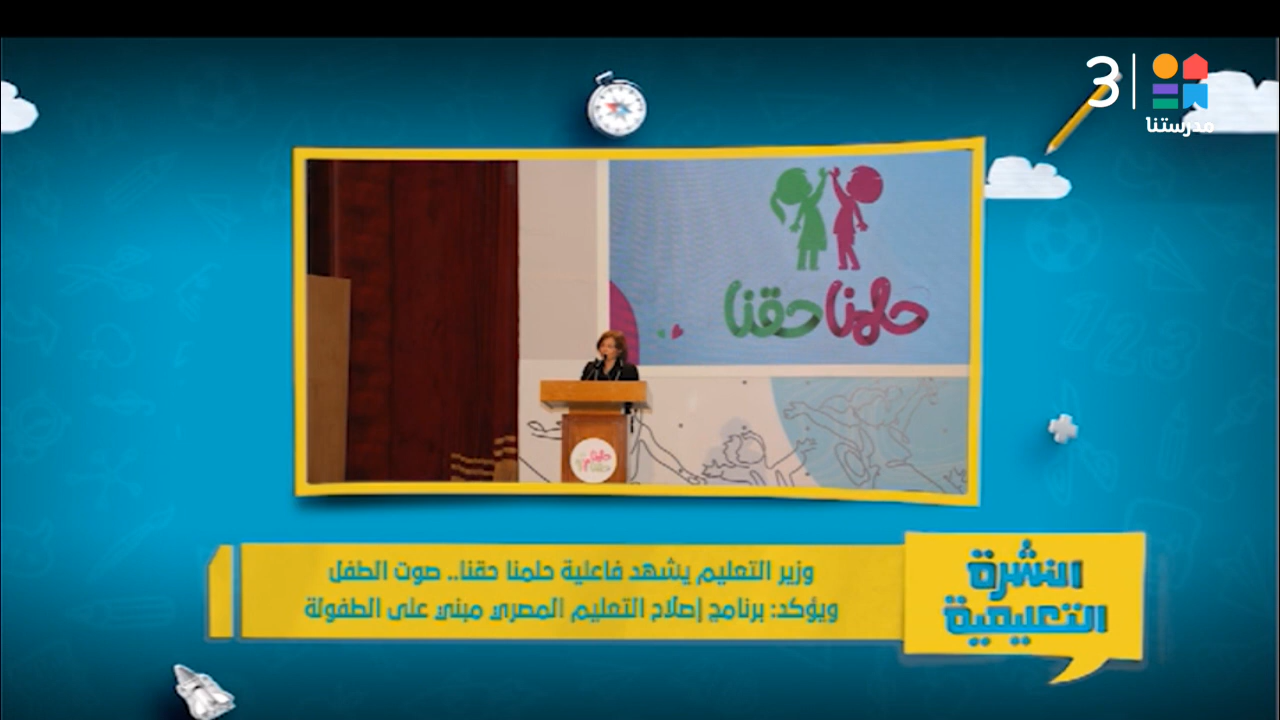 3
مدرستنا
حلمنا حقنا
النشرة
التعليمية
وزير التعليم يشهد فاعلية حلمنا حقنا.. صوت الطفل
ويؤكد: برنامج إصلاح التعليم المصري مبني على الطفولة